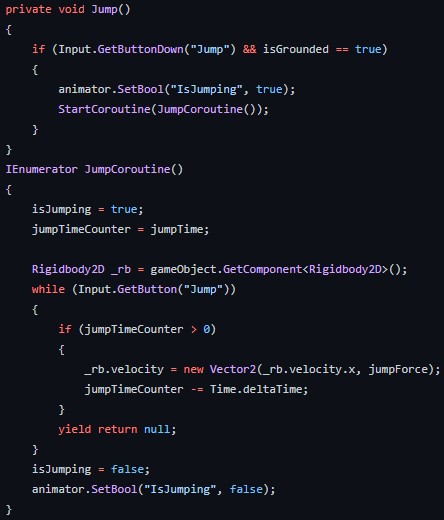 private void Jump()
{
    if (Input.GetButtonDown("Jump") && isGrounded == true)
    {
        animator.SetBool("IsJumping", true);
        StartCoroutine(JumpCoroutine());
    }
}
IEnumerator JumpCoroutine()
{
    isJumping = true;
    jumpTimeCounter = jumpTime;

    Rigidbody2D _rb = gameObject.GetComponent<Rigidbody2D>();
    while (Input.GetButton("Jump"))
    {
        if (jumpTimeCounter > 0)
        {
            _rb.velocity = new Vector2(_rb.velocity.x, jumpForce);
            jumpTimeCounter -= Time.deltaTime;
        }
        yield return null;
    }
    isJumping = false;
    animator.SetBool("IsJumping", false);
}